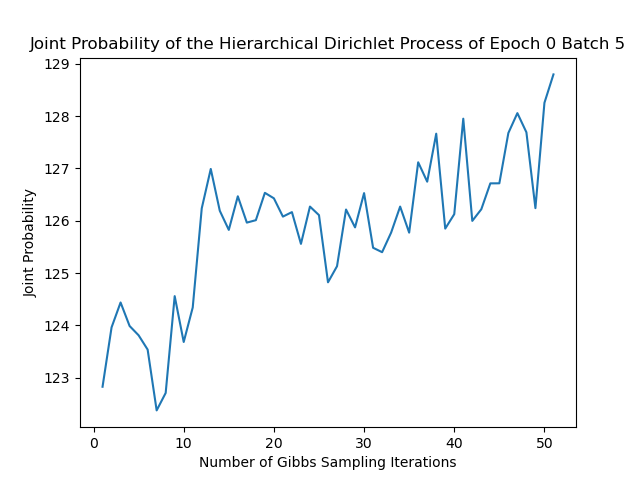 Joint Probability of the Hierarchical Dirichlet Process of Epoch 0 Batch 5
129
128
127
126
125
124
123
Joint Probability
0 10 20 30 40 50
Number of Gibbs Sampling Iterations